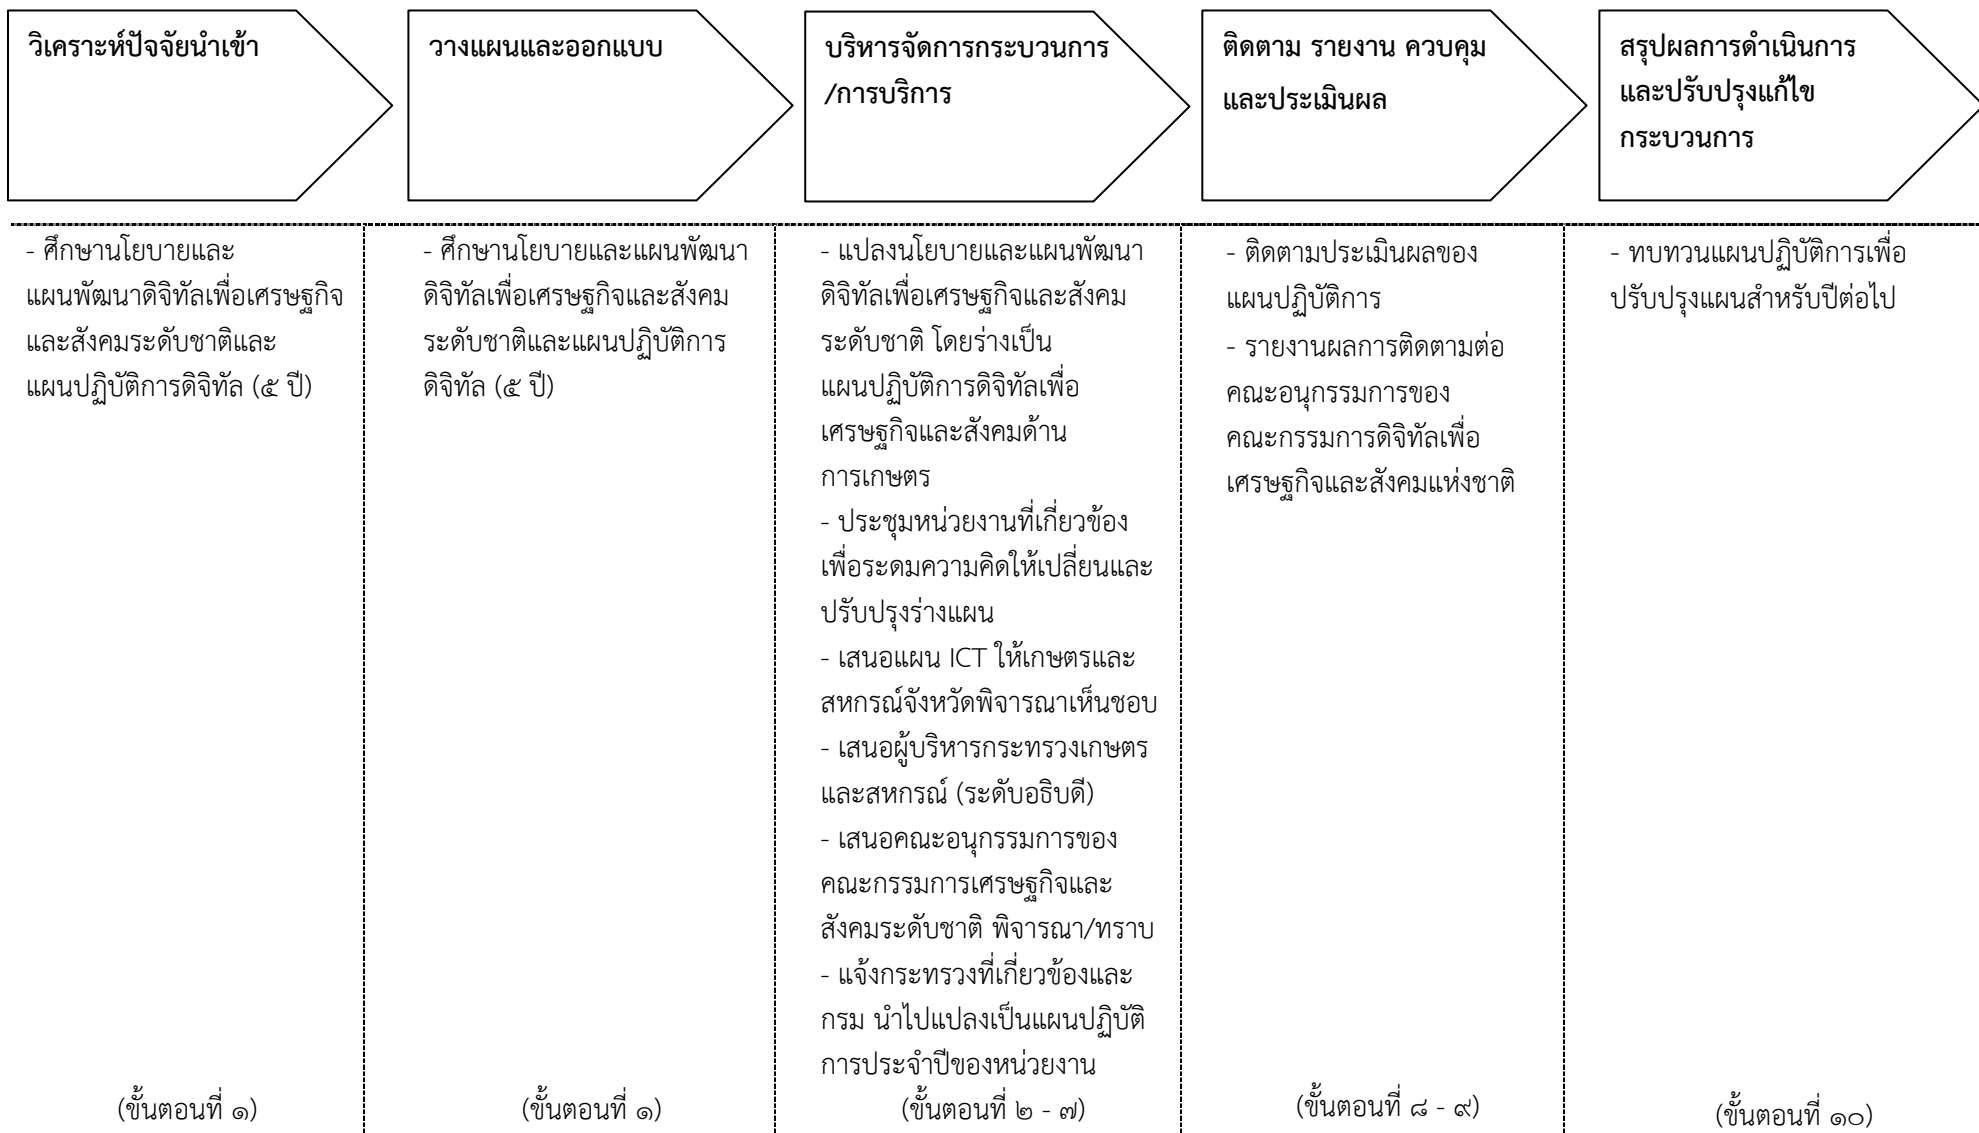 วิเคราะห์ปัจจัยนำเข้า
วางแผนและออกแบบ
บริหารจัดการกระบวนการ
/การบริการ
ติดตาม รายงาน ควบคุม
และประเมินผล
สรุปผลการดำเนินการ
และปรับปรุงแก้ไข
กระบวนการ
- ศึกษานโยบายและ
แผนพัฒนาดิจิทัลเพื่อเศรษฐกิจ
และสังคมระดับชาติและ
แผนปฏิบัติการดิจิทัล (๕ ปี)
(ขั้นตอนที่ ๑)
- ศึกษานโยบายและแผนพัฒนา
ดิจิทัลเพื่อเศรษฐกิจและสังคม
ระดับชาติและแผนปฏิบัติการ
ดิจิทัล (๕ ปี)
(ขั้นตอนที่ ๑)
- แปลงนโยบายและแผนพัฒนา
ดิจิทัลเพื่อเศรษฐกิจและสังคม
ระดับชาติ โดยร่างเป็น
แผนปฏิบัติการดิจิทัลเพื่อ
เศรษฐกิจและสังคมด้าน
การเกษตร
- ประชุมหน่วยงานที่เกี่ยวข้อง
เพื่อระดมความคิดให้เปลี่ยนและ
ปรับปรุงร่างแผน
- เสนอแผน ICT ให้เกษตรและ
สหกรณ์จังหวัดพิจารณาเห็นชอบ
- เสนอผู้บริหารกระทรวงเกษตร
และสหกรณ์ (ระดับอธิบดี)
- เสนอคณะอนุกรรมการของ
คณะกรรมการเศรษฐกิจและ
สังคมระดับชาติ พิจารณา/ทราบ
- แจ้งกระทรวงที่เกี่ยวข้องและ
กรม นำไปแปลงเป็นแผนปฏิบัติ
การประจำปีของหน่วยงาน
(ขั้นตอนที่ ๒ - ๗)
- ติดตามประเมินผลของ
แผนปฏิบัติการ
- รายงานผลการติดตามต่อ
คณะอนุกรรมการของ
คณะกรรมการดิจิทัลเพื่อ
เศรษฐกิจและสังคมแห่งชาติ
(ขั้นตอนที่ ๘ - ๙)
- ทบทวนแผนปฏิบัติการเพื่อ
ปรับปรุงแผนสำหรับปีต่อไป
(ขั้นตอนที่ ๑๐)